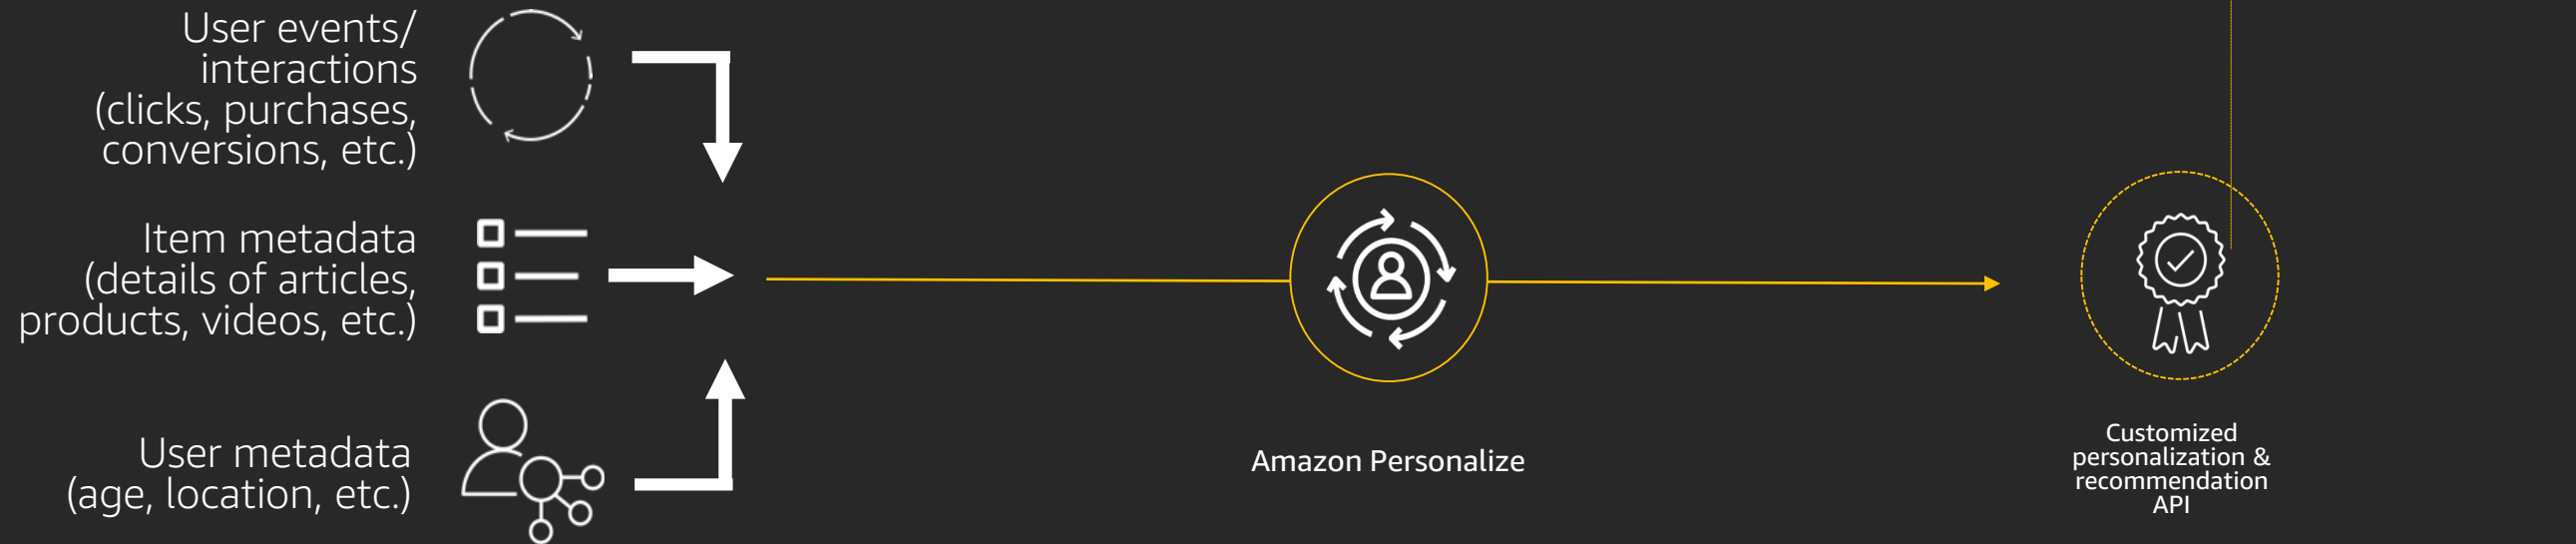 User events/
interactions
(clicks, purchases,
conversions, etc.)
Item metadata
(details of articles,
products, videos, etc.)
User metadata
(age, location, etc.)
Amazon Personalize
Customized
personalization &
recommendation
API